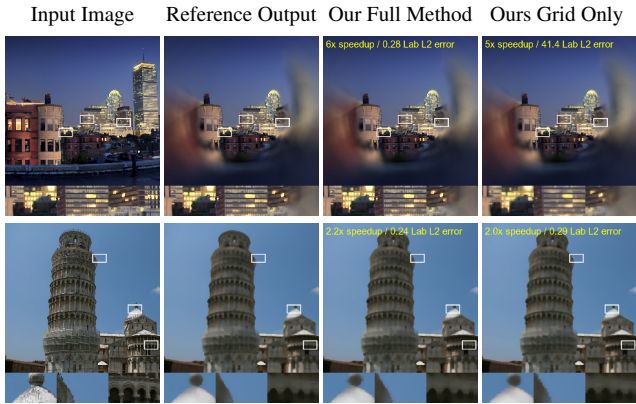 Input Image Reference Output Our Full Method Ours Grid Only
6x speedup / 0.28 Lab L2 error 5x speedup / 41.4 Lab L2 error
2.2x speedup / 0.24 Lab L2 error 2.0x speedup / 0.29 Lab L2 error